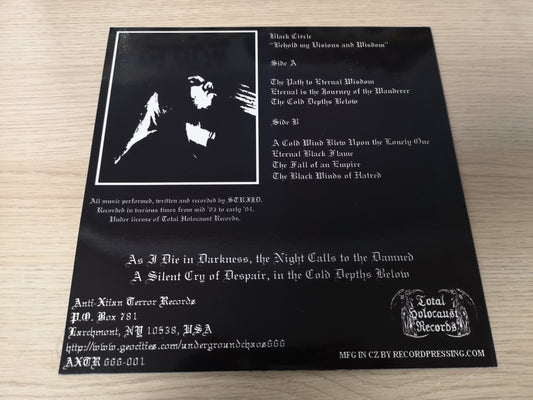 Black Circle
"Behold my Visions and Wisdom"
Side A
The Path to Eternal Wisdom
Eternal is the Journey of the Wanderer
The Cold Depths Below
Side B
A Cold Wind Blew Upon the Lonely One
Eternal Black Flame
The Fall of an Empire
The Black Winds of Hatred
All music performed, written and recorded by STRIID.
Recorded in various times from mid '93 to early '94.
Under license of Total Holocaust Records.
As I Die in Darkness, the Night Calls to the Damned
A Silent Cry of Despair, in the Cold Depths Below
Anti-Xtian Terror Records
P.O. Box 781
Larchmont, NY 10538, USA
http://www.geocities.com/undergroundchaos666
AXTR 666-001
Total
Holocaust
Records
MFG IN CZ BY RECORDPRESSING.COM